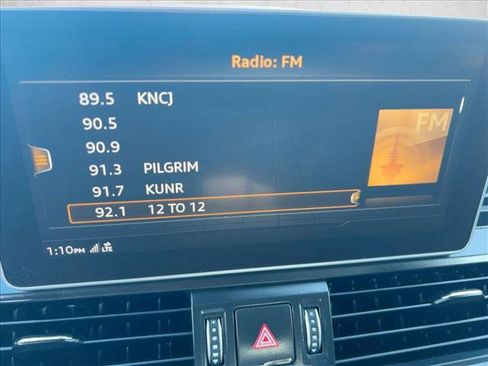 Radio: FM
89.5 KNCJ
90.5
90.9
91.3 PILGRIM
91.7 KUNR
92.1 12 TO 12
FM
1:10PM LTE